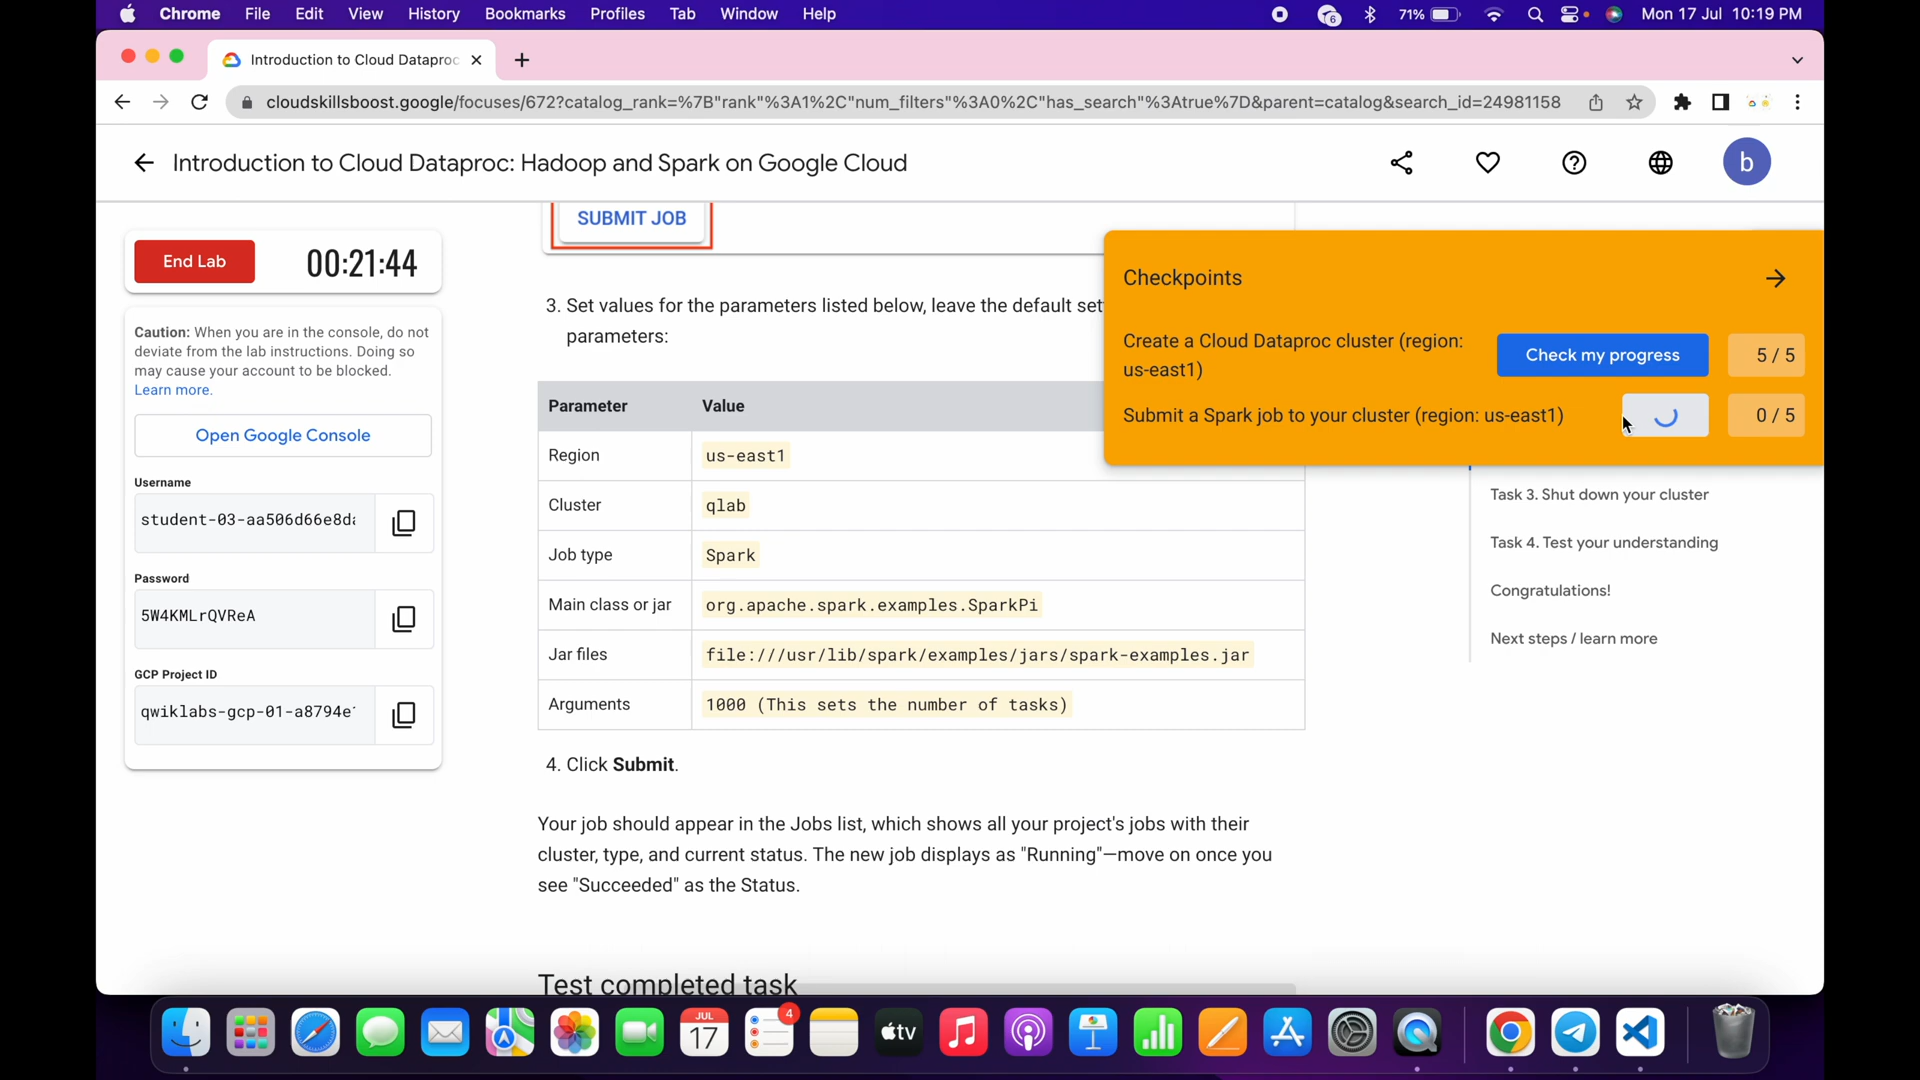 Chrome File Edit View History Bookmarks Profiles Tab Window Help 6 71% Mon 17 Jul 10:19 PM
Introduction to Cloud Dataproc
cloudskillsboost.google/focuses/672?catalog_rank=%7B"rank"%3A1%2C"num_filters"%3A0%2C"has_search"%3Atrue%7D&parent=catalog&search_id=24981158
Introduction to Cloud Dataproc: Hadoop and Spark on Google Cloud
b
End Lab 00:21:44
Caution: When you are in the console, do not
deviate from the lab instructions. Doing so
may cause your account to be blocked.
Learn more.
Open Google Console
Username
student-03-aa506d66e8d
Password
5W4KMLrQVReA
GCP Project ID
qwiklabs-gcp-01-a8794e
SUBMIT JOB
3. Set values for the parameters listed below, leave the default set
parameters:
Parameter Value
Region us-east1
Cluster qlab
Job type Spark
Main class or jar org.apache.spark.examples.SparkPi
Jar files file:///usr/lib/spark/examples/jars/spark-examples.jar
Arguments 1000 (This sets the number of tasks)
4. Click Submit.
Your job should appear in the Jobs list, which shows all your project's jobs with their
cluster, type, and current status. The new job displays as "Running"—move on once you
see "Succeeded" as the Status.
Test completed task
Checkpoints
Create a Cloud Dataproc cluster (region:
us-east1)
Check my progress 5 / 5
Submit a Spark job to your cluster (region: us-east1) 0 / 5
Task 3. Shut down your cluster
Task 4. Test your understanding
Congratulations!
Next steps / learn more
JUL
17
4
tv